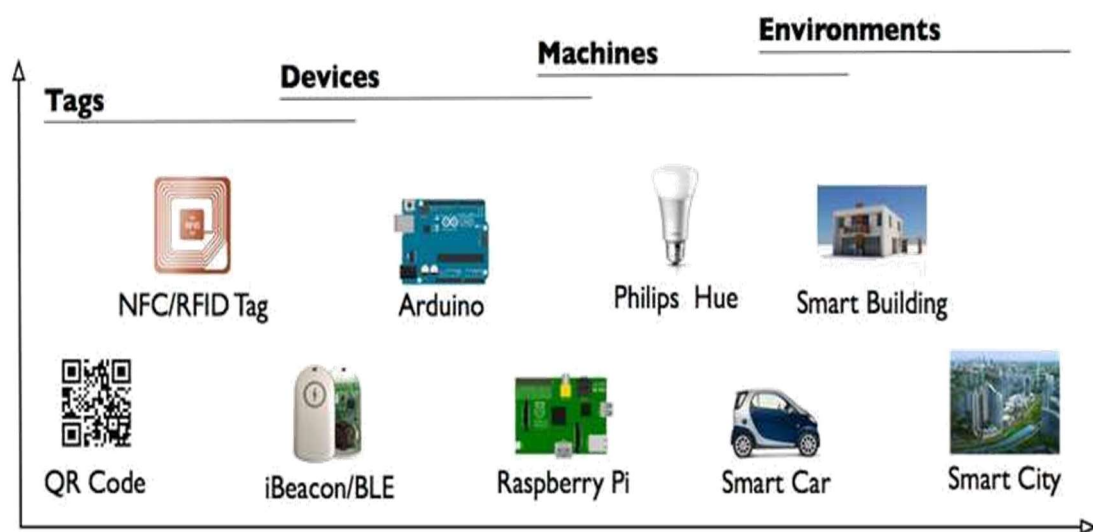 Environments
Machines
Devices
Tags
NFC/RFID Tag
Arduino
Philips Hue
Smart Building
QR Code
iBeacon/BLE
Raspberry Pi
Smart Car
Smart City